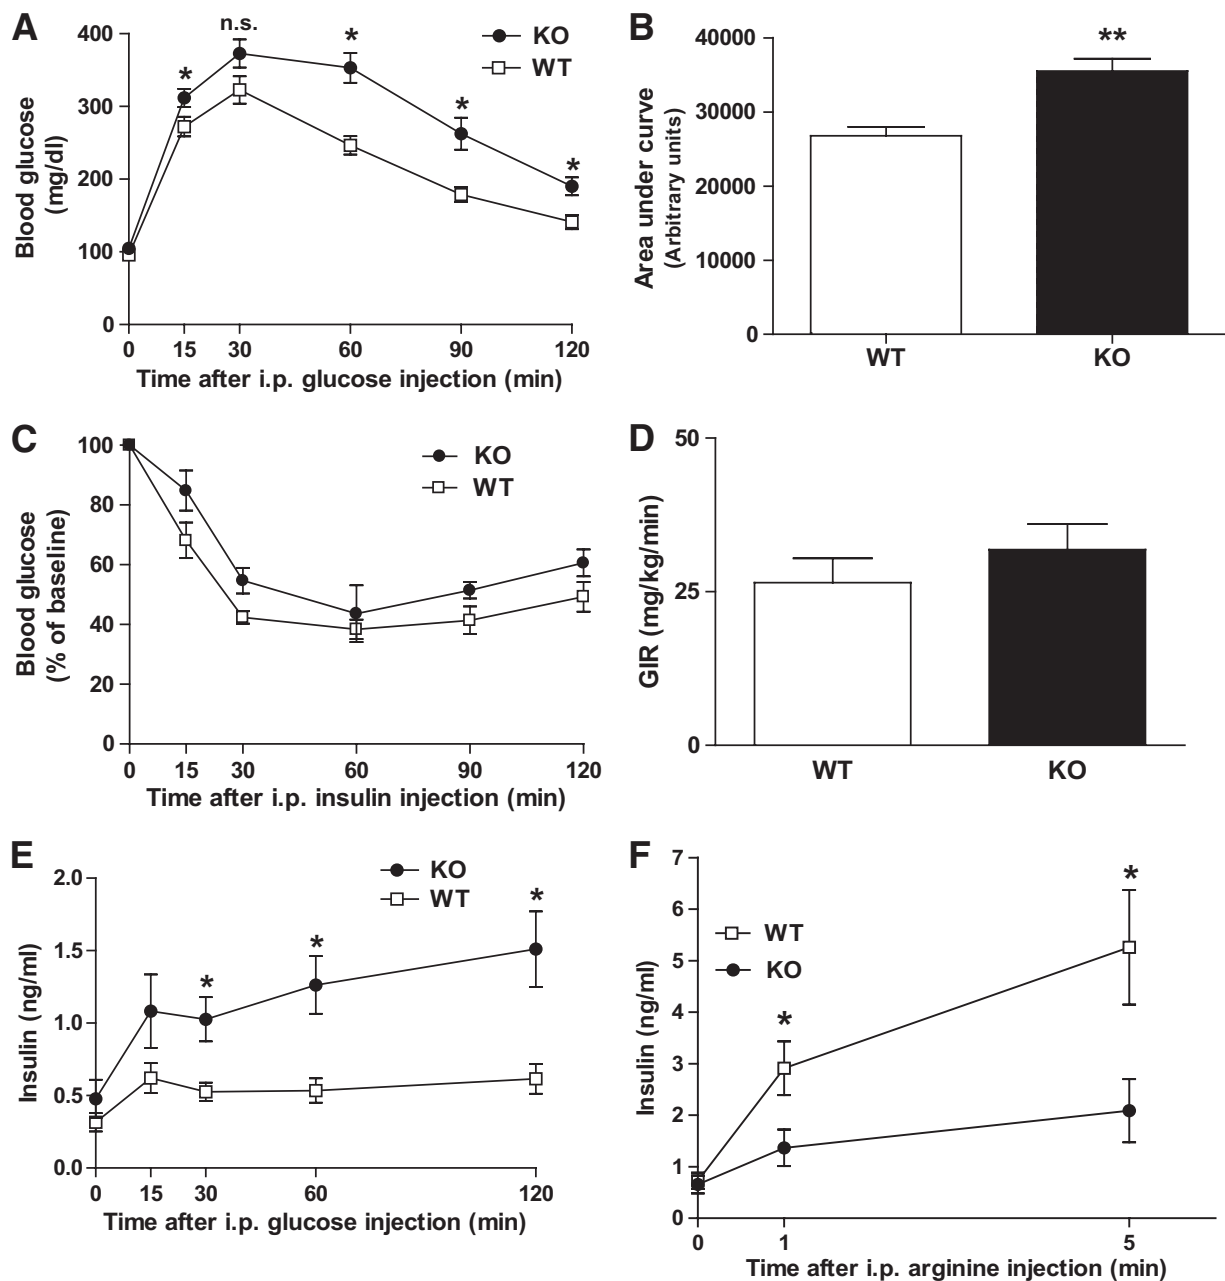 A
Blood glucose
(mg/dl)
400
300
200
100
0
n.s.
*
*
*
*
KO
WT
0 15 30 60 90 120
Time after i.p. glucose injection (min)
B
Area under curve
(Arbitrary units)
40000
30000
20000
10000
0
**
WT KO
C
Blood glucose
(% of baseline)
100
80
60
40
20
0
KO
WT
0 15 30 60 90 120
Time after i.p. insulin injection (min)
D
GIR (mg/kg/min)
50
25
0
WT KO
E
Insulin (ng/ml)
2.0
1.5
1.0
0.5
0.0
KO
WT
*
*
*
0 15 30 60 120
Time after i.p. glucose injection (min)
F
Insulin (ng/ml)
7
6
5
4
3
2
1
0
WT
KO
*
*
0 1 5
Time after i.p. arginine injection (min)